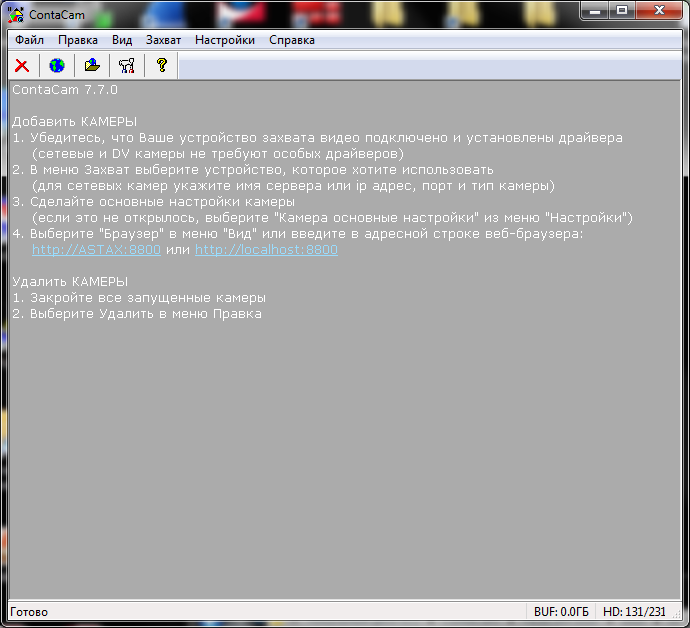 ContaCam
Файл Правка Вид Захват Настройки Справка
ContaCam 7.7.0
Добавить КАМЕРЫ
1. Убедитесь, что Ваше устройство захвата видео подключено и установлены драйвера
(сетевые и DV камеры не требуют особых драйверов)
2. В меню Захват выберите устройство, которое хотите использовать
(для сетевых камер укажите имя сервера или ip адрес, порт и тип камеры)
3. Сделайте основные настройки камеры
(если это не открылось, выберите "Камера основные настройки" из меню "Настройки")
4. Выберите "Браузер" в меню "Вид" или введите в адресной строке веб-браузера:
http://ASTAX:8800 или http://localhost:8800
Удалить КАМЕРЫ
1. Закройте все запущенные камеры
2. Выберите Удалить в меню Правка
Готово BUF: 0.0ГБ HD: 131/231